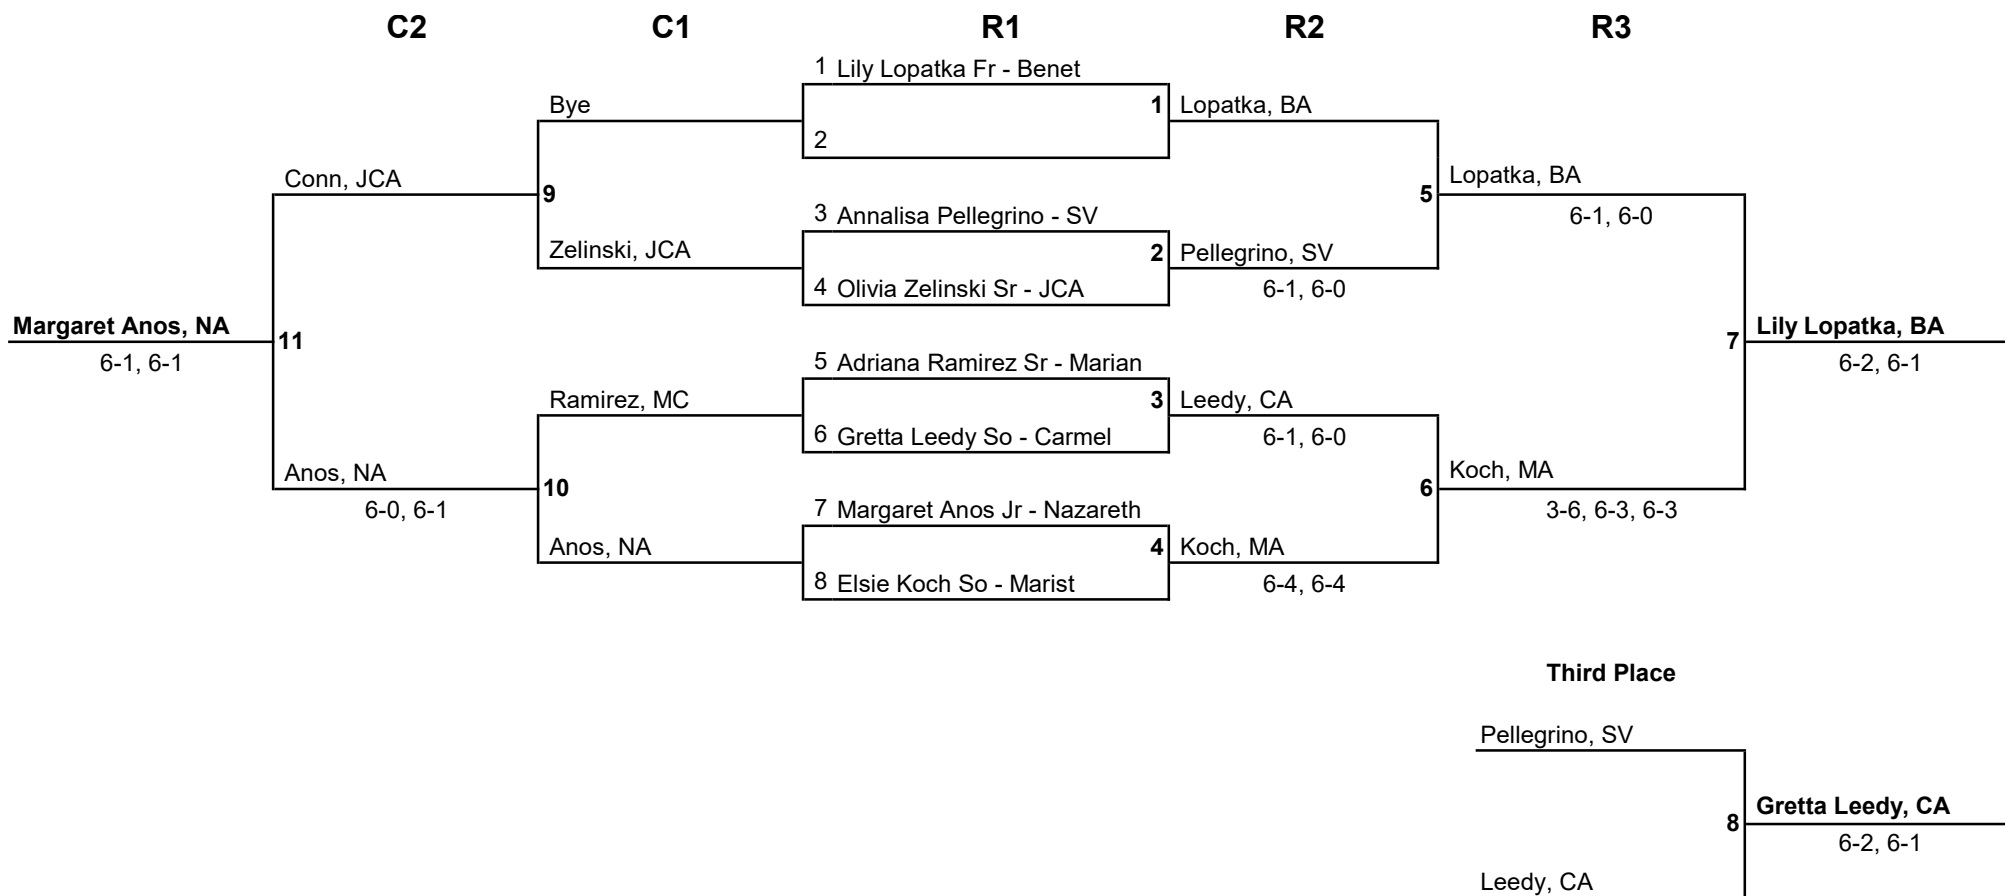 C2 C1 R1 R2 R3
1 Lily Lopatka Fr - Benet
Bye 1 Lopatka, BA
2
Conn, JCA Lopatka, BA
9 5
3 Annalisa Pellegrino - SV 6-1, 6-0
Zelinski, JCA 2 Pellegrino, SV
4 Olivia Zelinski Sr - JCA 6-1, 6-0
Margaret Anos, NA 11 7 Lily Lopatka, BA
6-1, 6-1 5 Adriana Ramirez Sr - Marian 6-2, 6-1
Ramirez, MC 3 Leedy, CA
6 Gretta Leedy So - Carmel 6-1, 6-0
Anos, NA Koch, MA
10 6
6-0, 6-1 7 Margaret Anos Jr - Nazareth 3-6, 6-3, 6-3
Anos, NA 4 Koch, MA
8 Elsie Koch So - Marist 6-4, 6-4
Third Place
Pellegrino, SV
Gretta Leedy, CA
8
6-2, 6-1
Leedy, CA